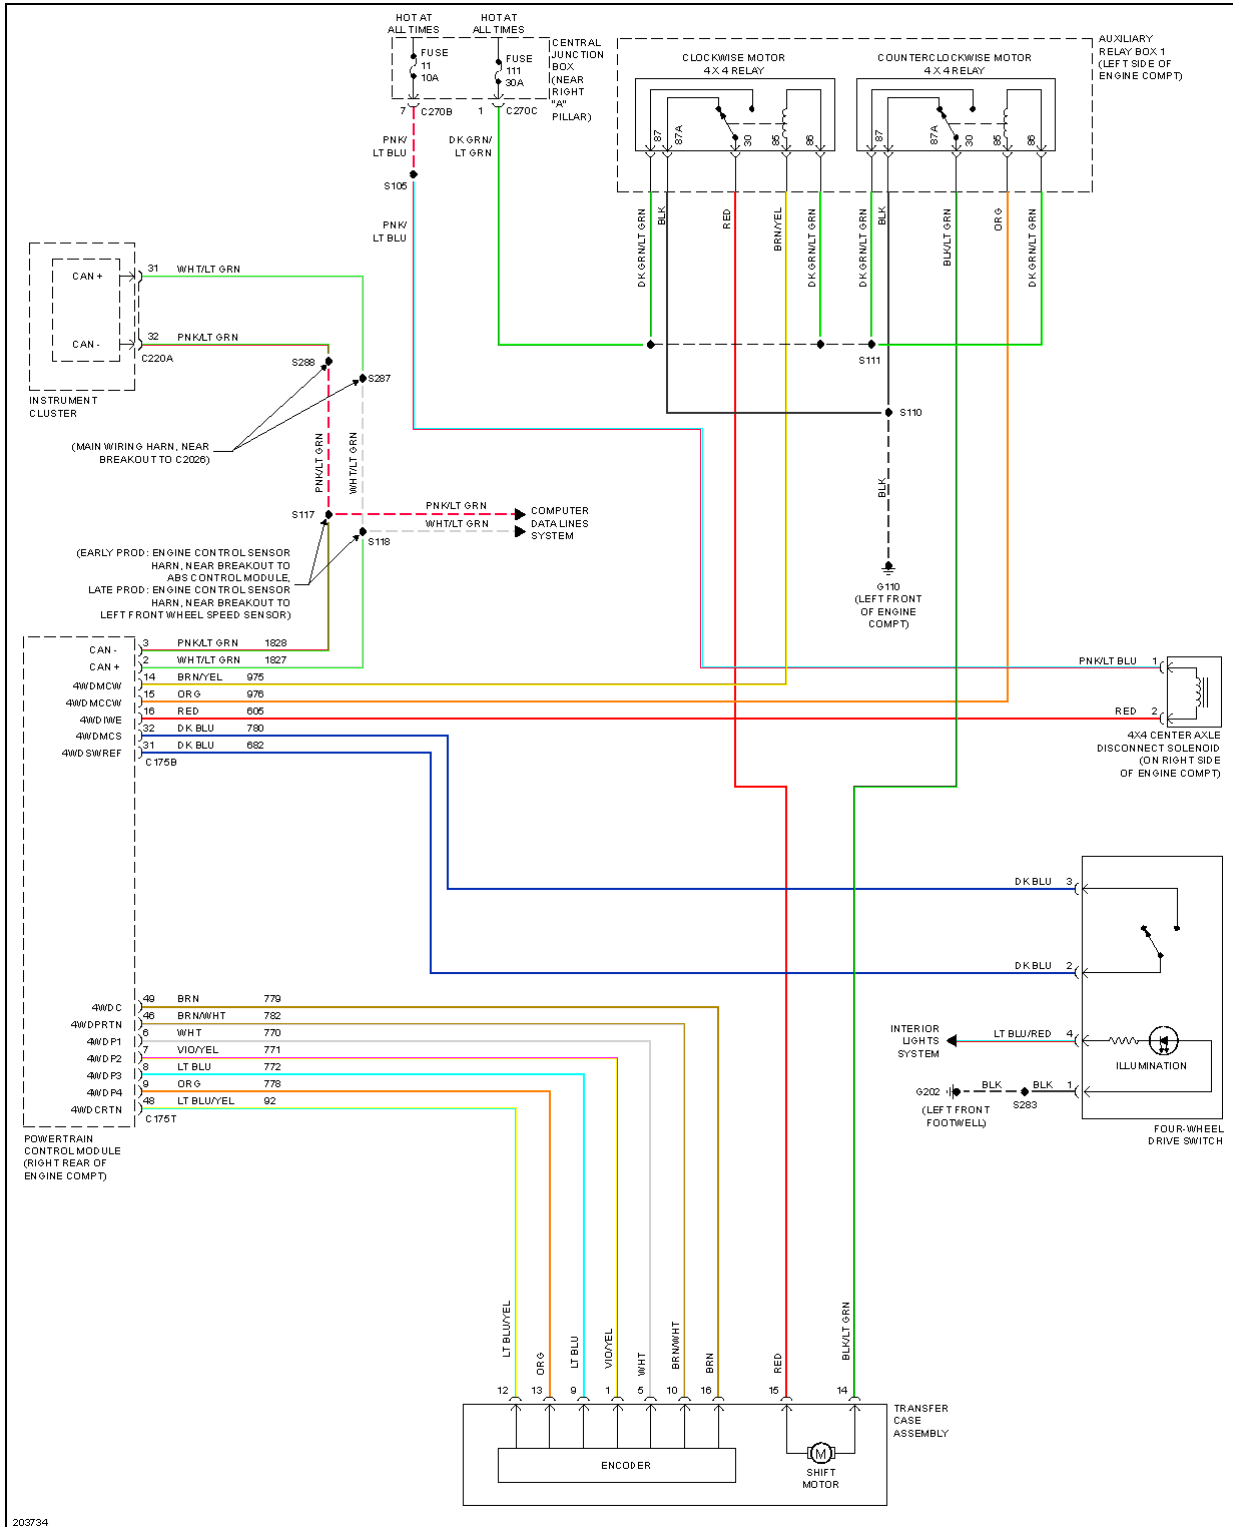 HOT AT
ALL TIMES
HOT AT
ALL TIMES
FUSE
11
10A
FUSE
111
30A
CENTRAL
JUNCTION
BOX
(NEAR
RIGHT
"A"
PILLAR)
7
C270B
1
C270C
PNK/
LT BLU
DK GRN/
LT GRN
S105
PNK/
LT BLU
AUXILIARY
RELAY BOX 1
(LEFT SIDE OF
ENGINE COMPT)
CLOCKWISE MOTOR
4 X 4 RELAY
COUNTERCLOCKWISE MOTOR
4 X 4 RELAY
87
87A
30
85
86
87
87A
30
85
86
DK GRN/LT GRN
BLK
RED
BRN/YEL
DK GRN/LT GRN
DK GRN/LT GRN
BLK
BLK/LT GRN
ORG
DK GRN/LT GRN
S111
S110
BLK
G110
(LEFT FRONT
OF ENGINE
COMPT)
CAN +
31
WHT/LT GRN
CAN -
32
PNK/LT GRN
C220A
INSTRUMENT
CLUSTER
S288
S287
(MAIN WIRING HARN, NEAR
BREAKOUT TO C2026)
PNK/LT GRN
WHT/LT GRN
S117
PNK/LT GRN
WHT/LT GRN
COMPUTER
DATA LINES
SYSTEM
S118
(EARLY PROD: ENGINE CONTROL SENSOR
HARN, NEAR BREAKOUT TO
ABS CONTROL MODULE,
LATE PROD: ENGINE CONTROL SENSOR
HARN, NEAR BREAKOUT TO
LEFT FRONT WHEEL SPEED SENSOR)
CAN - 3 PNK/LT GRN 1828
CAN + 2 WHT/LT GRN 1827
4WDMCW 14 BRN/YEL 975
4WDMCCW 15 ORG 976
4WDIWE 16 RED 605
4WDMCS 32 DK BLU 780
4WDSWREF 31 DK BLU 682
C175B
PNK/LT BLU 1
RED 2
4X4 CENTER AXLE
DISCONNECT SOLENOID
(ON RIGHT SIDE
OF ENGINE COMPT)
DK BLU 3
DK BLU 2
INTERIOR
LIGHTS
SYSTEM
LT BLU/RED 4
ILLUMINATION
G202
BLK
BLK
1
S283
(LEFT FRONT
FOOTWELL)
FOUR-WHEEL
DRIVE SWITCH
4WDC 49 BRN 779
4WDPRTN 46 BRN/WHT 782
4WDP1 6 WHT 770
4WDP2 7 VIO/YEL 771
4WDP3 8 LT BLU 772
4WDP4 9 ORG 778
4WDCRTN 48 LT BLU/YEL 92
C175T
POWERTRAIN
CONTROL MODULE
(RIGHT REAR OF
ENGINE COMPT)
LT BLU/YEL
ORG
LT BLU
VIO/YEL
WHT
BRN/WHT
BRN
RED
BLK/LT GRN
12
13
9
1
5
10
16
15
14
TRANSFER
CASE
ASSEMBLY
ENCODER
M
SHIFT
MOTOR
203734